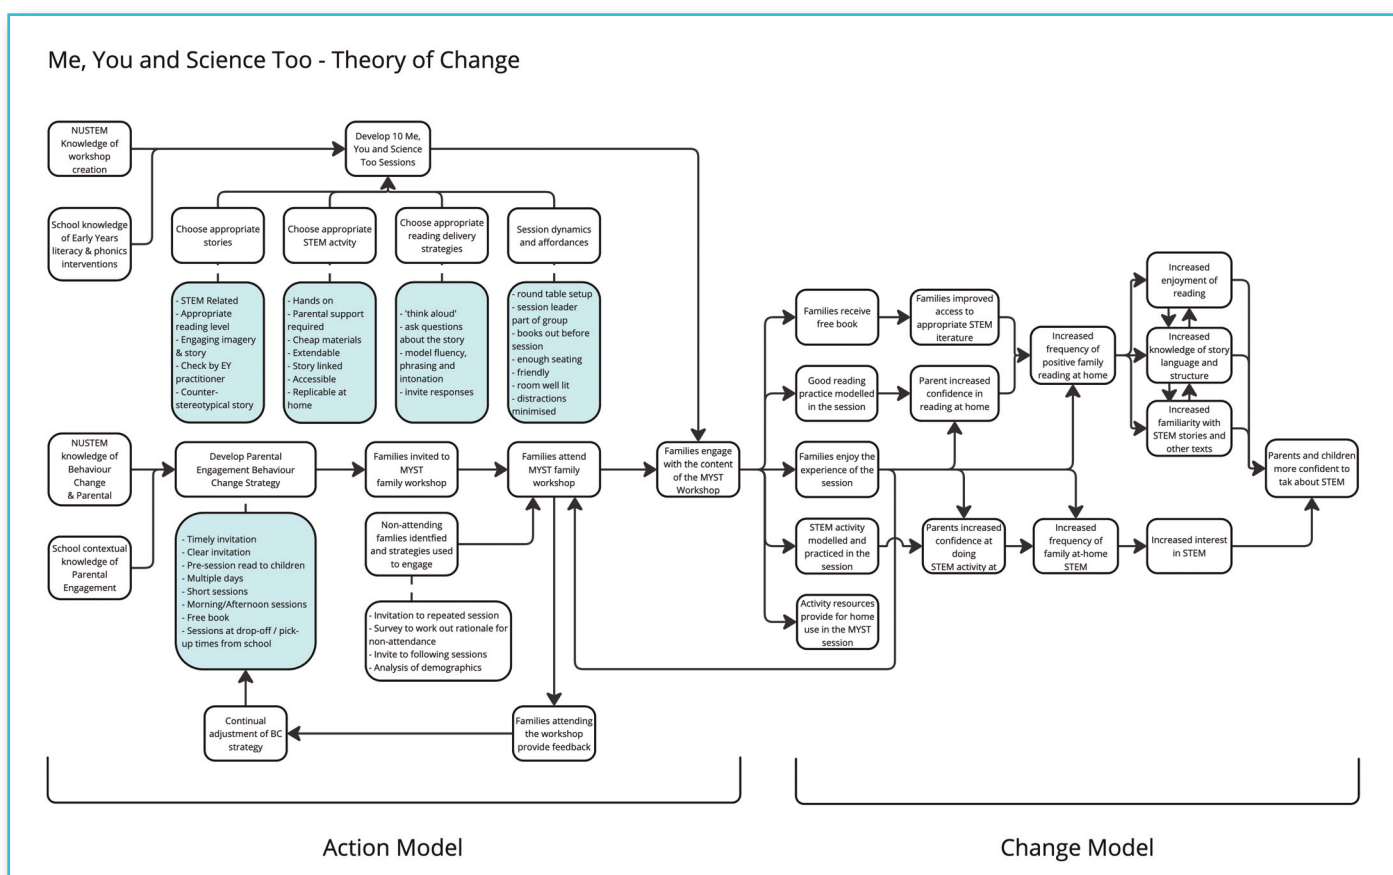 Me, You and Science Too - Theory of Change
NUSTEM
Knowledge of
workshop
creation
Develop 10 Me,
You and Science
Too Sessions
School knowledge
of Early Years
literacy & phonics
interventions
Choose appropriate
stories
Choose appropriate
STEM actvity
Choose appropriate
reading delivery
strategies
Session dynamics
and affordances
- STEM Related
- Appropriate
reading level
- Engaging imagery
& story
- Check by EY
practitioner
- Counter-
stereotypical story
- Hands on
- Parental support
required
- Cheap materials
- Extendable
- Story linked
- Accessible
- Replicable at
home
- 'think aloud'
- ask questions
about the story
- model fluency,
phrasing and
intonation
- invite responses
- round table setup
- session leader
part of group
- books out before
session
- enough seating
- friendly
- room well lit
- distractions
minimised
NUSTEM
knowledge of
Behaviour
Change
& Parental
Develop Parental
Engagement Behaviour
Change Strategy
Families invited to
MYST
family workshop
Families attend
MYST family
workshop
Families engage
with the content
of the MYST
Workshop
School contextual
knowledge of
Parental
Engagement
- Timely invitation
- Clear invitation
- Pre-session read to children
- Multiple days
- Short sessions
- Morning/Afternoon sessions
- Free book
- Sessions at drop-off / pick-
up times from school
Non-attending
famlies identfied
and strategies used
to engage
- Invitation to repeated session
- Survey to work out rationale for
non-attendance
- Invite to following sessions
- Analysis of demographics
Continual
adjustment of BC
strategy
Families attending
the workshop
provide feedback
Families receive
free book
Families improved
access to
appropriate STEM
iterature
Good reading
practice modelled
in the session
Parent increased
confidence in
reading at home
Families enjoy the
experience of the
session
STEM activity
modelled and
practiced in the
session
Parents increased
confidence at
doing
STEM activity at
Activity resources
provide for home
use in the MYST
session
Increased
frequency of
positive family
reading at home
Increased
frequency of
family at-home
STEM
Increased
enjoyment of
reading
Increased
knowledge of story
language and
structure
Increased
familiarity with
STEM stories and
other texts
Increased interest
in STEM
Parents and children
more confident to
tak about STEM
Action Model
Change Model